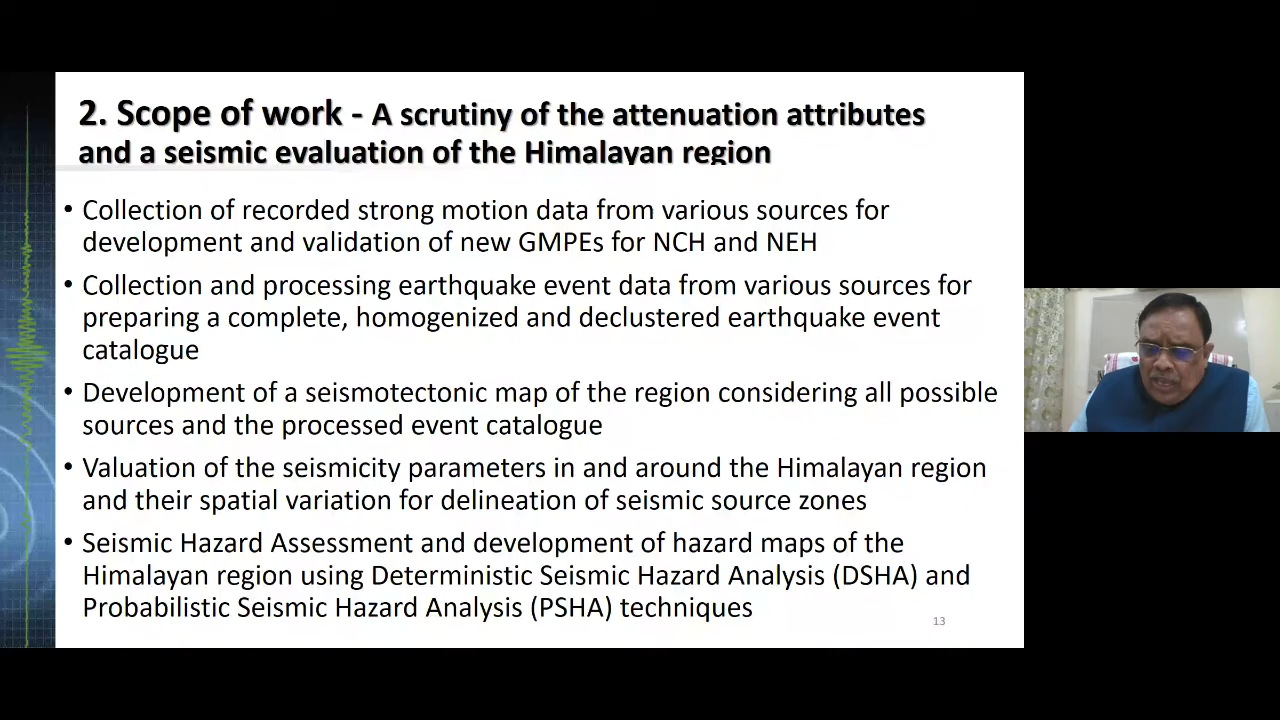 2. Scope of work - A scrutiny of the attenuation attributes
and a seismic evaluation of the Himalayan region
• Collection of recorded strong motion data from various sources for
development and validation of new GMPEs for NCH and NEH
• Collection and processing earthquake event data from various sources for
preparing a complete, homogenized and declustered earthquake event
catalogue
• Development of a seismotectonic map of the region considering all possible
sources and the processed event catalogue
• Valuation of the seismicity parameters in and around the Himalayan region
and their spatial variation for delineation of seismic source zones
• Seismic Hazard Assessment and development of hazard maps of the
Himalayan region using Deterministic Seismic Hazard Analysis (DSHA) and
Probabilistic Seismic Hazard Analysis (PSHA) techniques
13